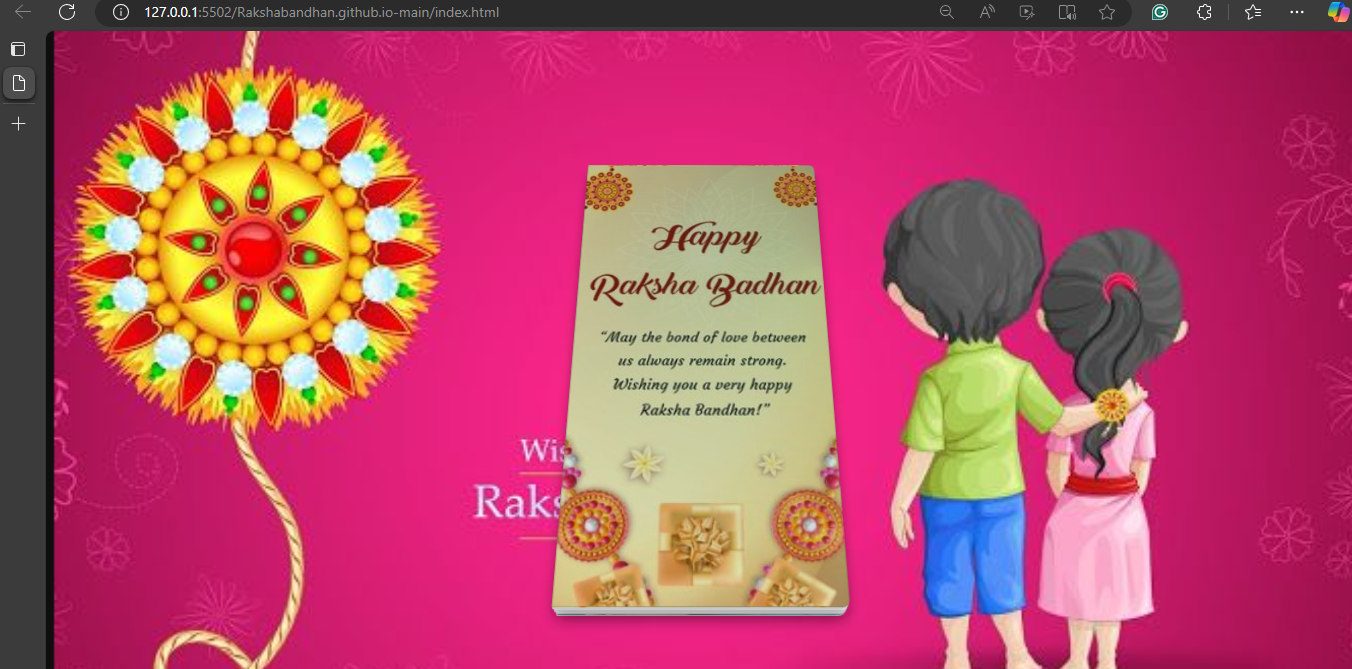 127.0.0.1:5502/Rakshabandhan.github.io-main/index.html
Happy
Raksha Badhan
“May the bond of love between
us always remain strong.
Wishing you a very happy
Raksha Bandhan!”
Wis
Raks